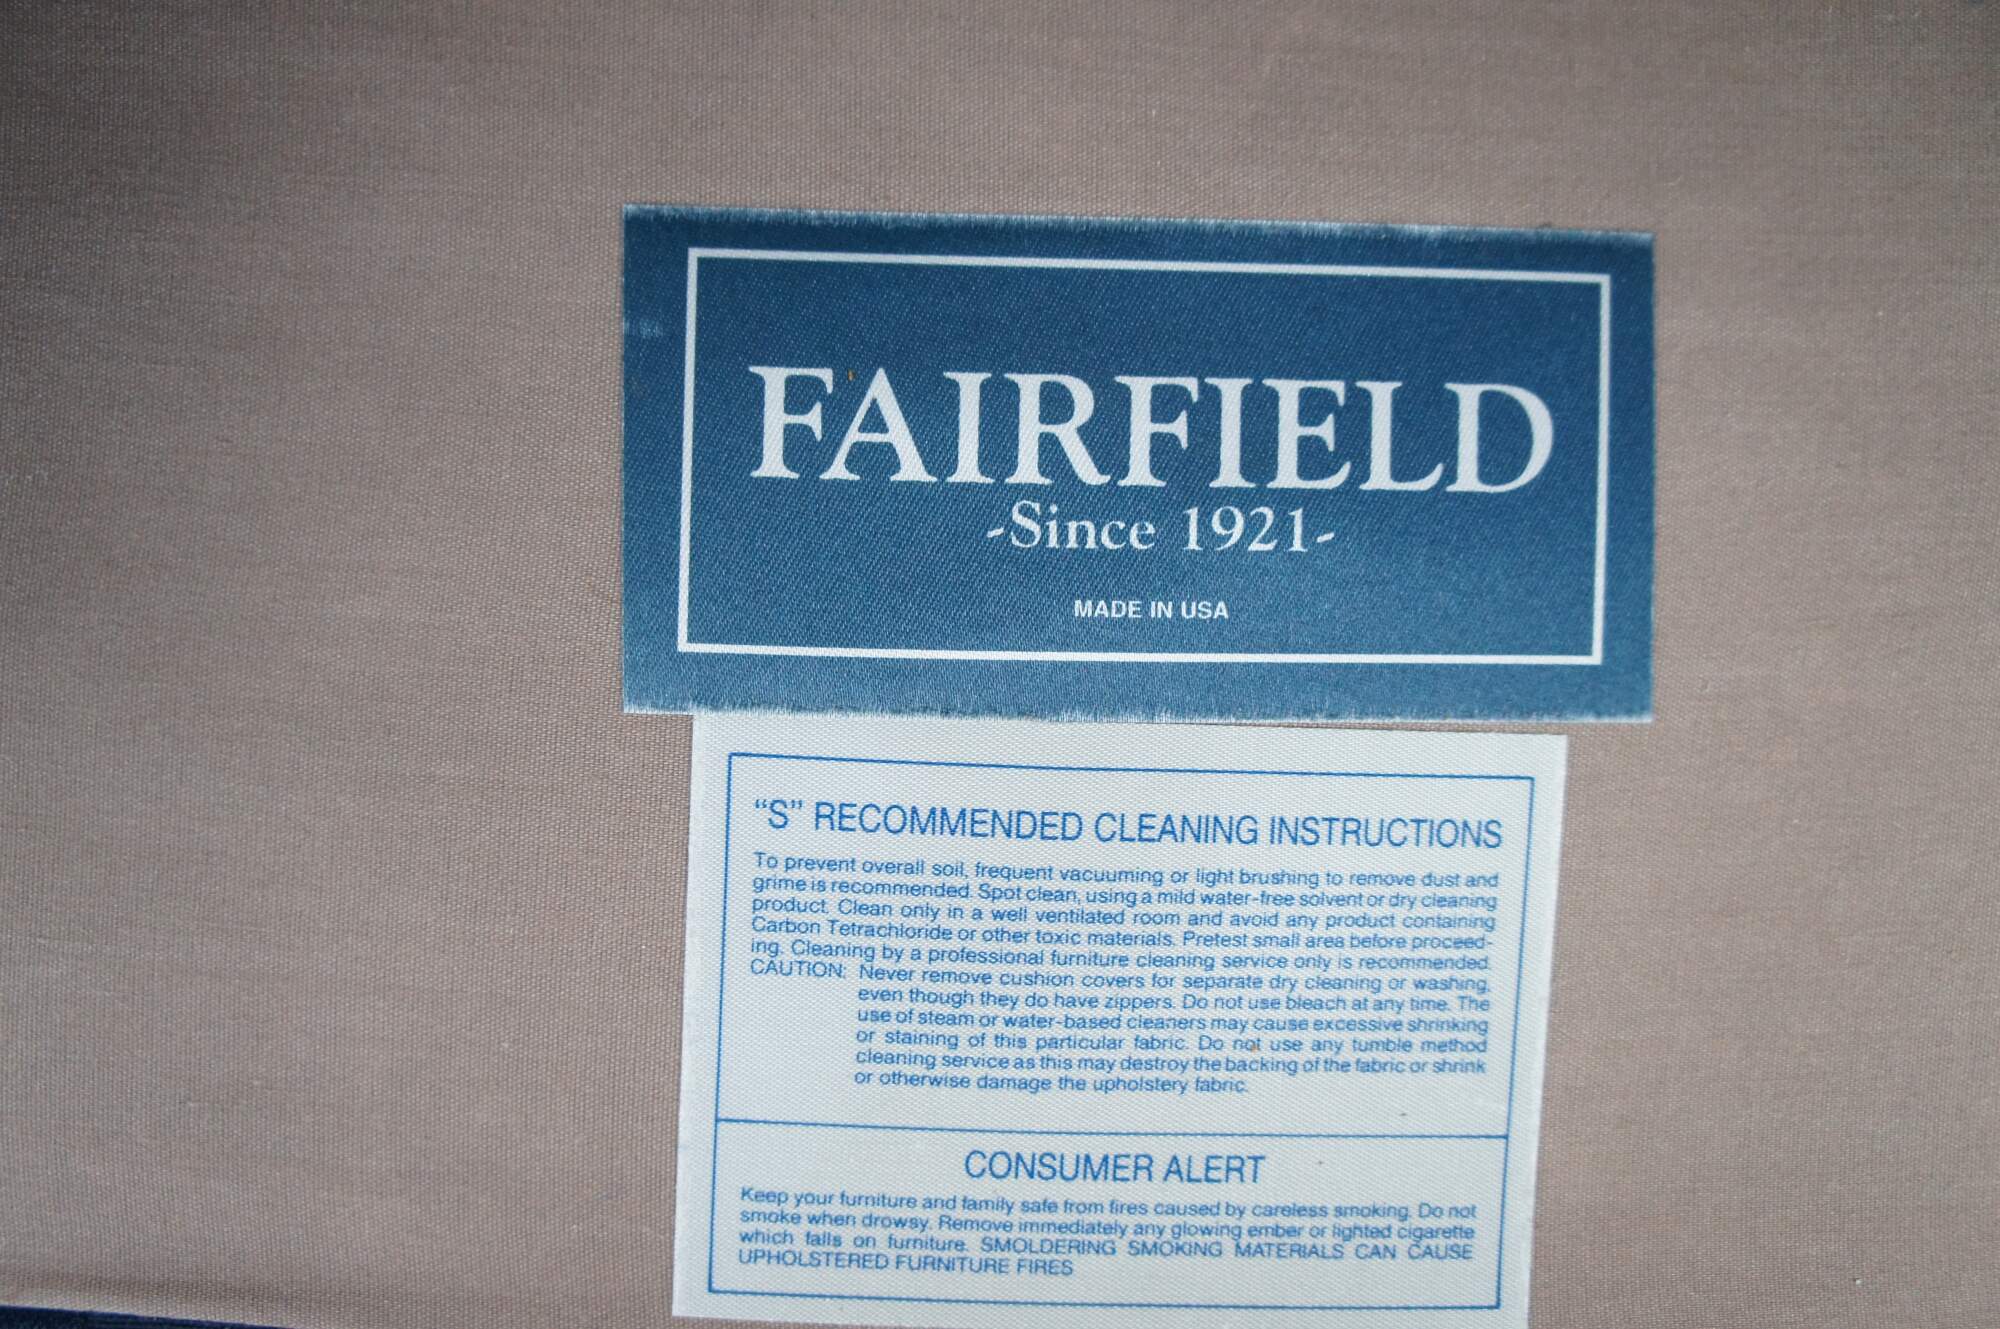 FAIRFIELD
-Since 1921-
MADE IN USA
“S” RECOMMENDED CLEANING INSTRUCTIONS
To prevent overall soil, frequent vacuuming or light brushing to remove dust and
grime is recommended. Spot clean, using a mild water-free solvent or dry cleaning
product. Clean only in a well ventilated room and avoid any product containing
Carbon Tetrachloride or other toxic materials. Pretest small area before proceed-
ing. Cleaning by a professional furniture cleaning service only is recommended.
CAUTION: Never remove cushion covers for separate dry cleaning or washing,
even though they do have zippers. Do not use bleach at any time. The
use of steam or water-based cleaners may cause excessive shrinking
or staining of this particular fabric. Do not use any tumble method
cleaning service as this may destroy the backing of the fabric or shrink
or otherwise damage the upholstery fabric.
CONSUMER ALERT
Keep your furniture and family safe from fires caused by careless smoking. Do not
smoke when drowsy. Remove immediately any glowing ember or lighted cigarette
which falls on furniture. SMOLDERING SMOKING MATERIALS CAN CAUSE
UPHOLSTERED FURNITURE FIRES